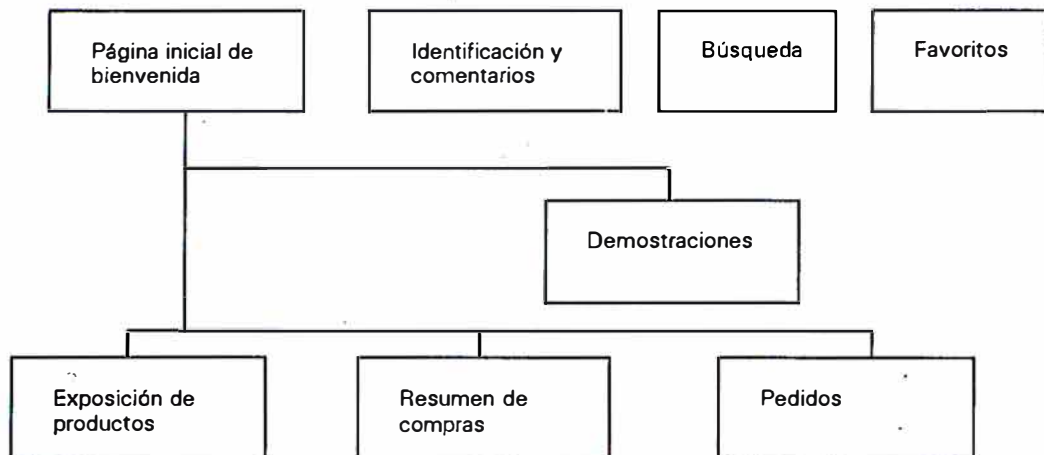 Página inicial de
bienvenida
Identificación y
comentarios
Búsqueda
Favoritos
Demostraciones
Exposición de
productos
Resumen de
compras
Pedidos